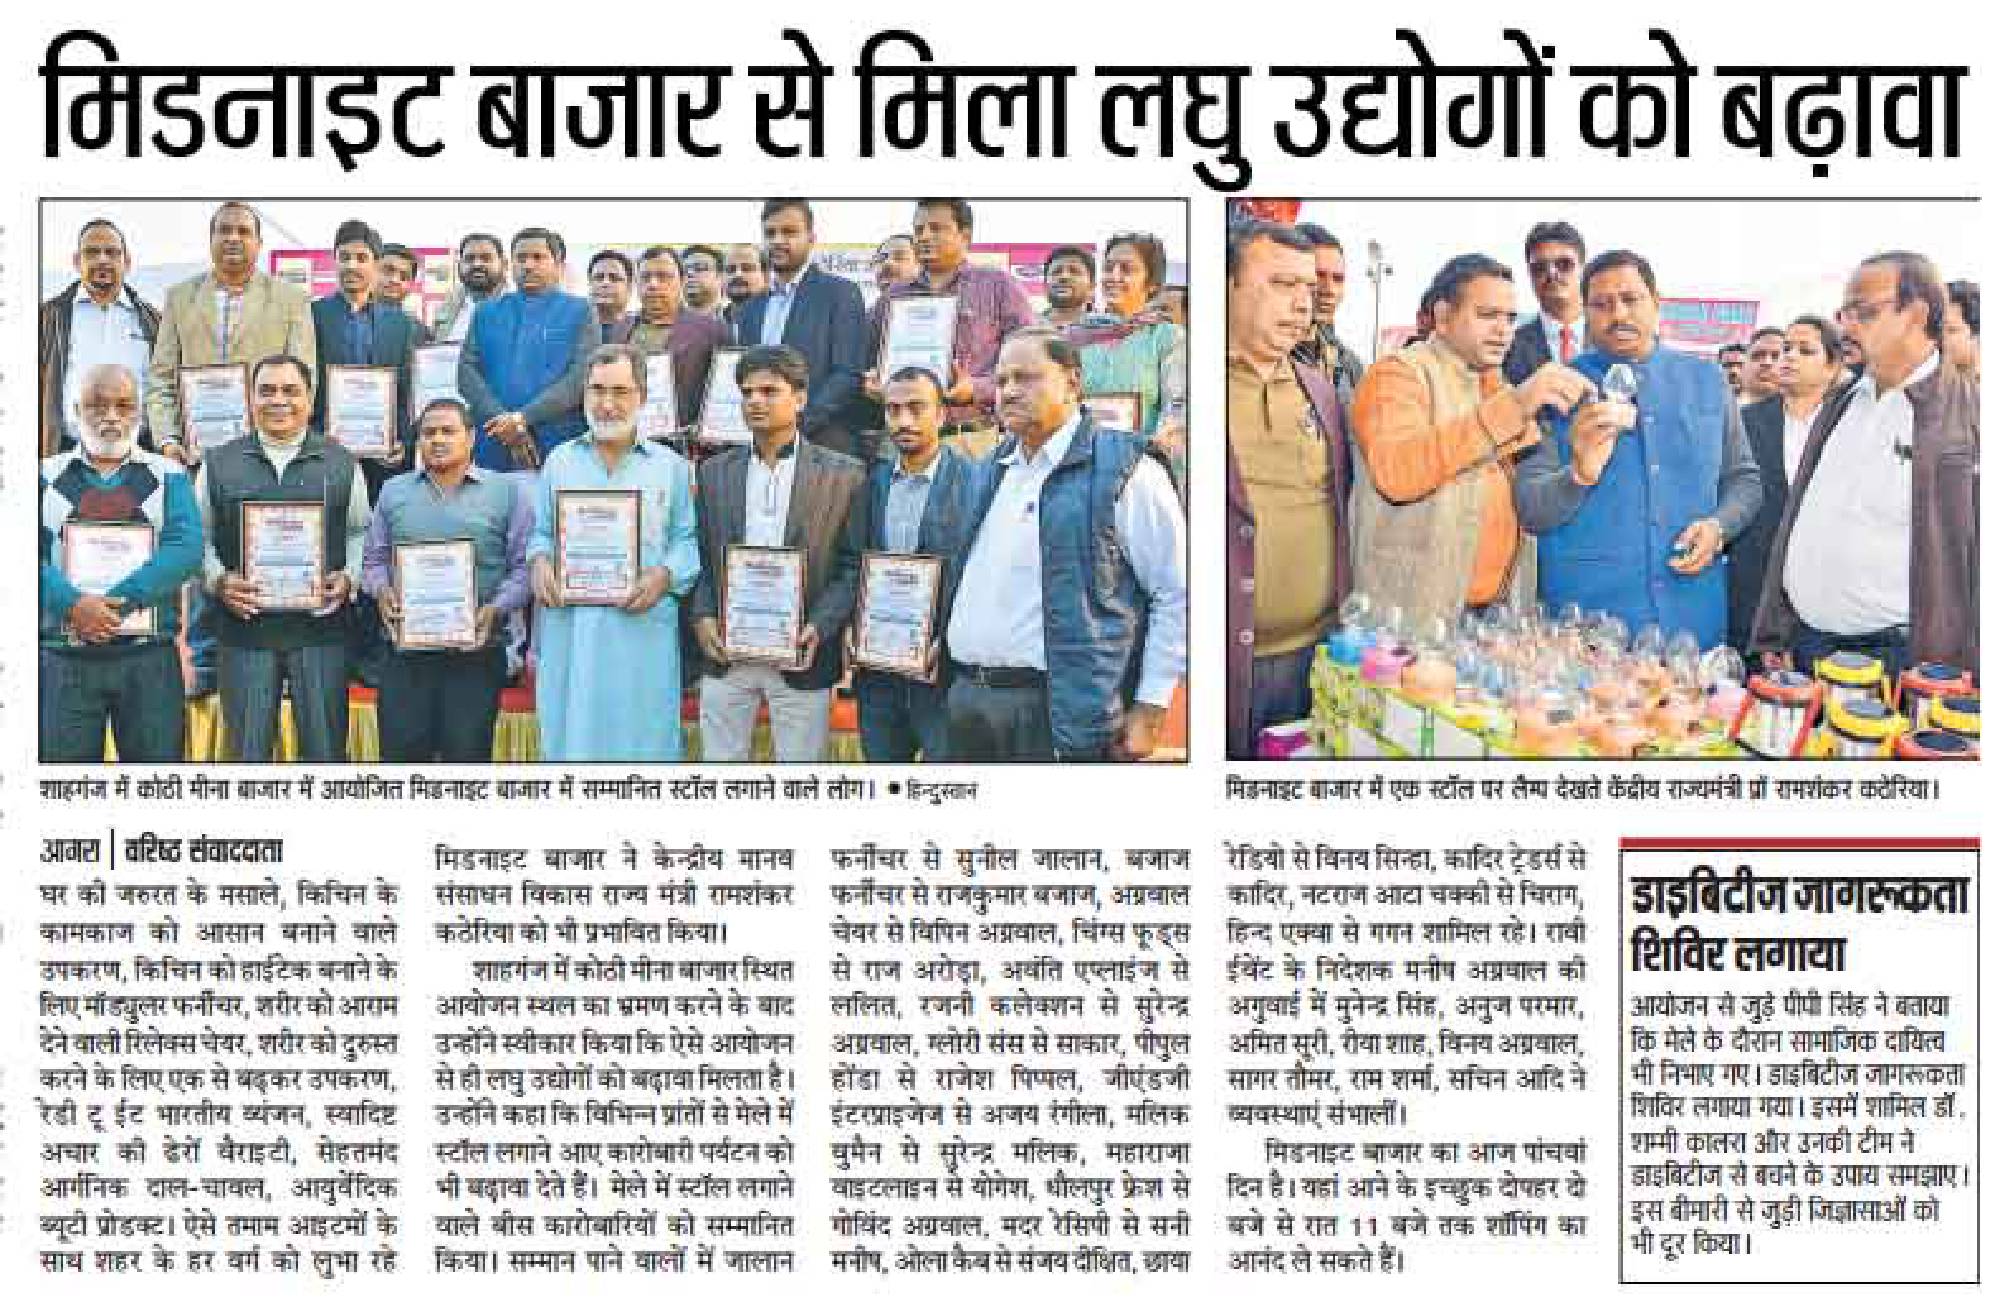 मिडनाइट बाजार से मिला लघु उद्योगों को बढ़ावा
शाहगंज में कोठी मीना बाजार में आयोजित मिडनाइट बाजार में सम्मानित स्टॉल लगाने वाले लोग। ● हिन्दुस्तान
मिडनाइट बाजार में एक स्टॉल पर लैम्प देखते केंद्रीय राज्यमंत्री प्रॉ रामशंकर कठेरिया।
आगरा | वरिष्ठ संवाददाता
घर की जरुरत के मसाले, किचिन के
कामकाज को आसान बनाने वाले
उपकरण, किचिन को हाईटेक बनाने के
लिए मॉड्युलर फर्नीचर, शरीर को आराम
देने वाली रिलेक्स चेयर, शरीर को दुरुस्त
करने के लिए एक से बढ़कर उपकरण,
रेडी टू ईट भारतीय व्यंजन, स्वादिष्ट
अचार की ढेरों वैराइटी, सेहतमंद
आर्गनिक दाल-चावल, आयुर्वेदिक
ब्यूटी प्रोडक्ट। ऐसे तमाम आइटमों के
साथ शहर के हर वर्ग को लुभा रहे
मिडनाइट बाजार ने केन्द्रीय मानव
संसाधन विकास राज्य मंत्री रामशंकर
कठेरिया को भी प्रभावित किया।
शाहगंज में कोठी मीना बाजार स्थित
आयोजन स्थल का भ्रमण करने के बाद
उन्होंने स्वीकार किया कि ऐसे आयोजन
से ही लघु उद्योगों को बढ़ावा मिलता है।
उन्होंने कहा कि विभिन्न प्रांतों से मेले में
स्टॉल लगाने आए कारोबारी पर्यटन को
भी बढ़ावा देते हैं। मेले में स्टॉल लगाने
वाले बीस कारोबारियों को सम्मानित
किया। सम्मान पाने वालों में जालान
फर्नीचर से सुनील जालान, बजाज
फर्नीचर से राजकुमार बजाज, अग्रवाल
चेयर से विपिन अग्रवाल, चिंग्स फूड्स
से राज अरोड़ा, अवंति एप्लाइंज से
ललित, रजनी कलेक्शन से सुरेन्द्र
अग्रवाल, ग्लोरी संस से साकार, पीपुल
होंडा से राजेश पिप्पल, जीएंडजी
इंटरप्राइजेज से अजय रंगीला, मलिक
वुमैन से सुरेन्द्र मलिक, महाराजा
वाइटलाइन से योगेश, धौलपुर फ्रेश से
गोविंद अग्रवाल, मदर रेसिपी से सनी
मनीष, ओला कैब से संजय दीक्षित, छाया
रेडियो से विनय सिन्हा, कादिर ट्रेडर्स से
कादिर, नटराज आटा चक्की से चिराग,
हिन्द एक्वा से गगन शामिल रहे। रावी
ईवेंट के निदेशक मनीष अग्रवाल की
अगुवाई में मुनेन्द्र सिंह, अनुज परमार,
अमित सूरी, रीया शाह, विनय अग्रवाल,
सागर तौमर, राम शर्मा, सचिन आदि ने
व्यवस्थाएं संभालीं।
मिडनाइट बाजार का आज पांचवां
दिन है। यहां आने के इच्छुक दोपहर दो
बजे से रात 11 बजे तक शॉपिंग का
आनंद ले सकते हैं।
डाइबिटीज जागरूकता
शिविर लगाया
आयोजन से जुड़े पीपी सिंह ने बताया
कि मेले के दौरान सामाजिक दायित्व
भी निभाए गए। डाइबिटीज जागरूकता
शिविर लगाया गया। इसमें शामिल डॉ.
शम्मी कालरा और उनकी टीम ने
डाइबिटीज से बचने के उपाय समझाए।
इस बीमारी से जुड़ी जिज्ञासाओं को
भी दूर किया।